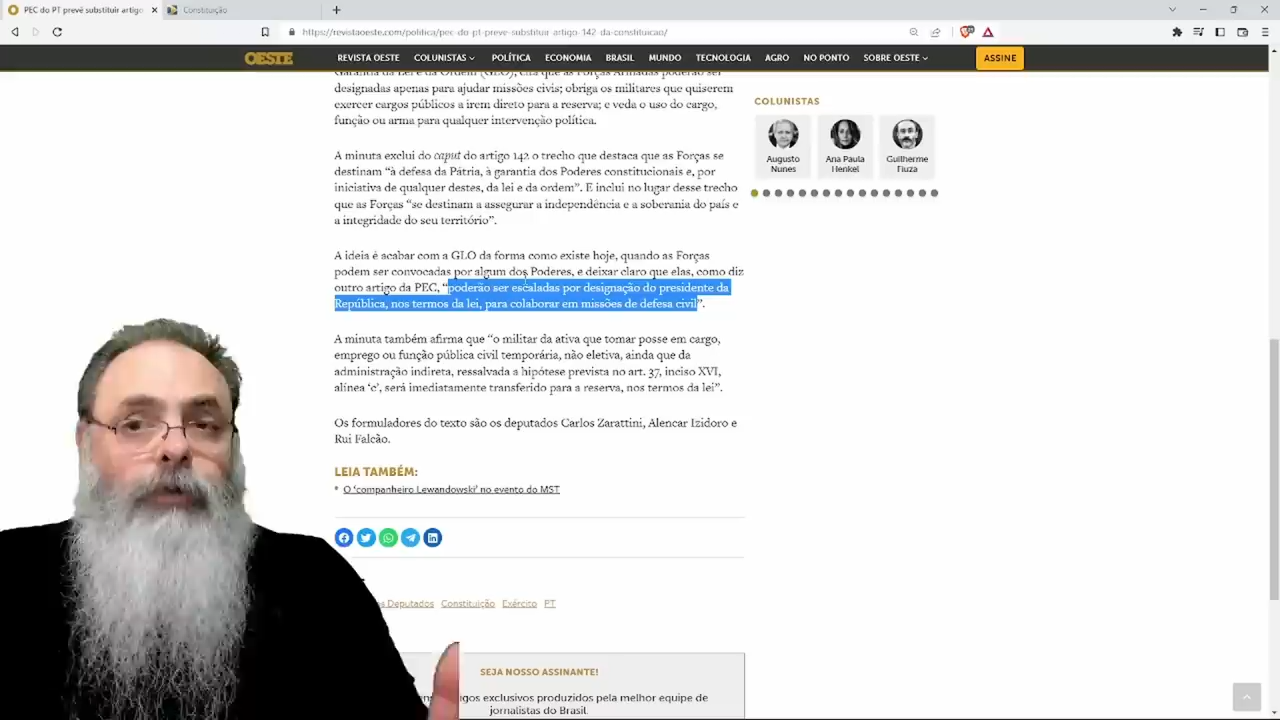 PEC do PT prevê substituir artigo
Constituição
https://revistaoeste.com/politica/pec-do-pt-preve-substituir-artigo-142-da-constituicao/
OESTE
REVISTA OESTE
COLUNISTAS
POLÍTICA
ECONOMIA
BRASIL
MUNDO
TECNOLOGIA
AGRO
NO PONTO
SOBRE OESTE
ASSINE
Garantia da Lei e da Ordem (GLO), cita que as Forças Armadas poderão ser
designadas apenas para ajudar missões civis; obriga os militares que quiserem
exercer cargos públicos a irem direto para a reserva; e veda o uso do cargo,
função ou arma para qualquer intervenção política.
A minuta exclui do caput do artigo 142 o trecho que destaca que as Forças se
destinam “à defesa da Pátria, à garantia dos Poderes constitucionais e, por
iniciativa de qualquer destes, da lei e da ordem”. E inclui no lugar desse trecho
que as Forças “se destinam a assegurar a independência e a soberania do país e
a integridade do seu território”.
A ideia é acabar com a GLO da forma como existe hoje, quando as Forças
podem ser convocadas por algum dos Poderes, e deixar claro que elas, como diz
outro artigo da PEC, “poderão ser escaladas por designação do presidente da
República, nos termos da lei, para colaborar em missões de defesa civil”.
A minuta também afirma que “o militar da ativa que tomar posse em cargo,
emprego ou função pública civil temporária, não eletiva, ainda que da
administração indireta, ressalvada a hipótese prevista no art. 37, inciso XVI,
alínea ‘c’, será imediatamente transferido para a reserva, nos termos da lei”.
Os formuladores do texto são os deputados Carlos Zarattini, Alencar Izidoro e
Rui Falcão.
LEIA TAMBÉM:
O ‘companheiro Lewandowski’ no evento do MST
s Deputados
Constituição
Exército
PT
SEJA NOSSO ASSINANTE!
igos exclusivos produzidos pela melhor equipe de
jornalistas do Brasil.
COLUNISTAS
Augusto
Nunes
Ana Paula
Henkel
Guilherme
Fiuza